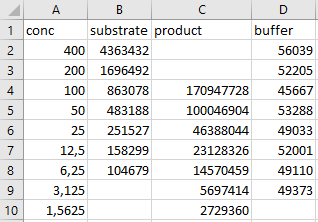 A B C D
1 conc substrate product buffer
2 400 4363432 56039
3 200 1696492 52205
4 100 863078 170947728 45667
5 50 483188 100046904 53288
6 25 251527 46388044 49033
7 12,5 158299 23128326 52001
8 6,25 104679 14570459 49110
9 3,125 5697414 49373
10 1,5625 2729360